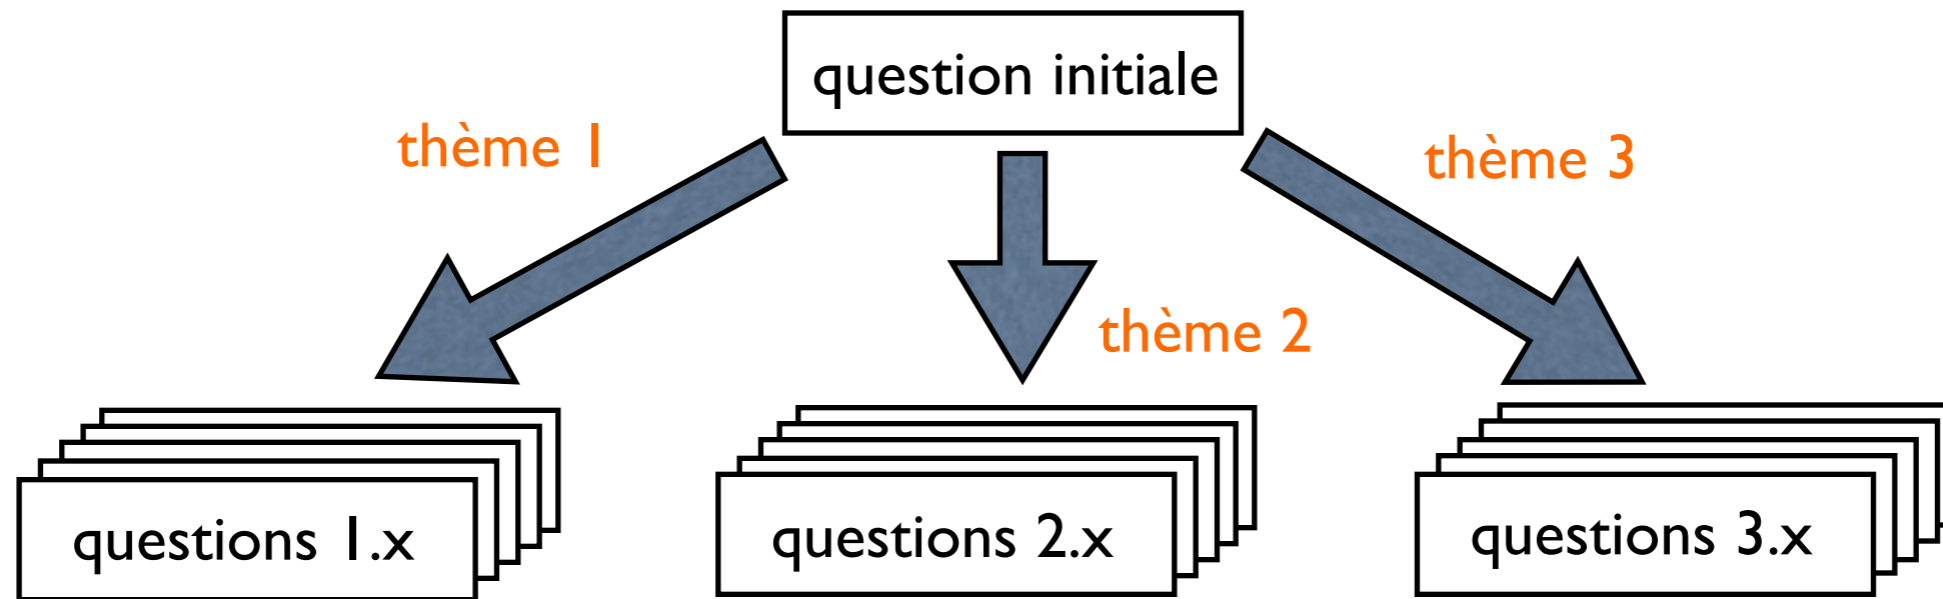 question initiale
thème 1
thème 3
thème 2
questions 1.x
questions 2.x
questions 3.x